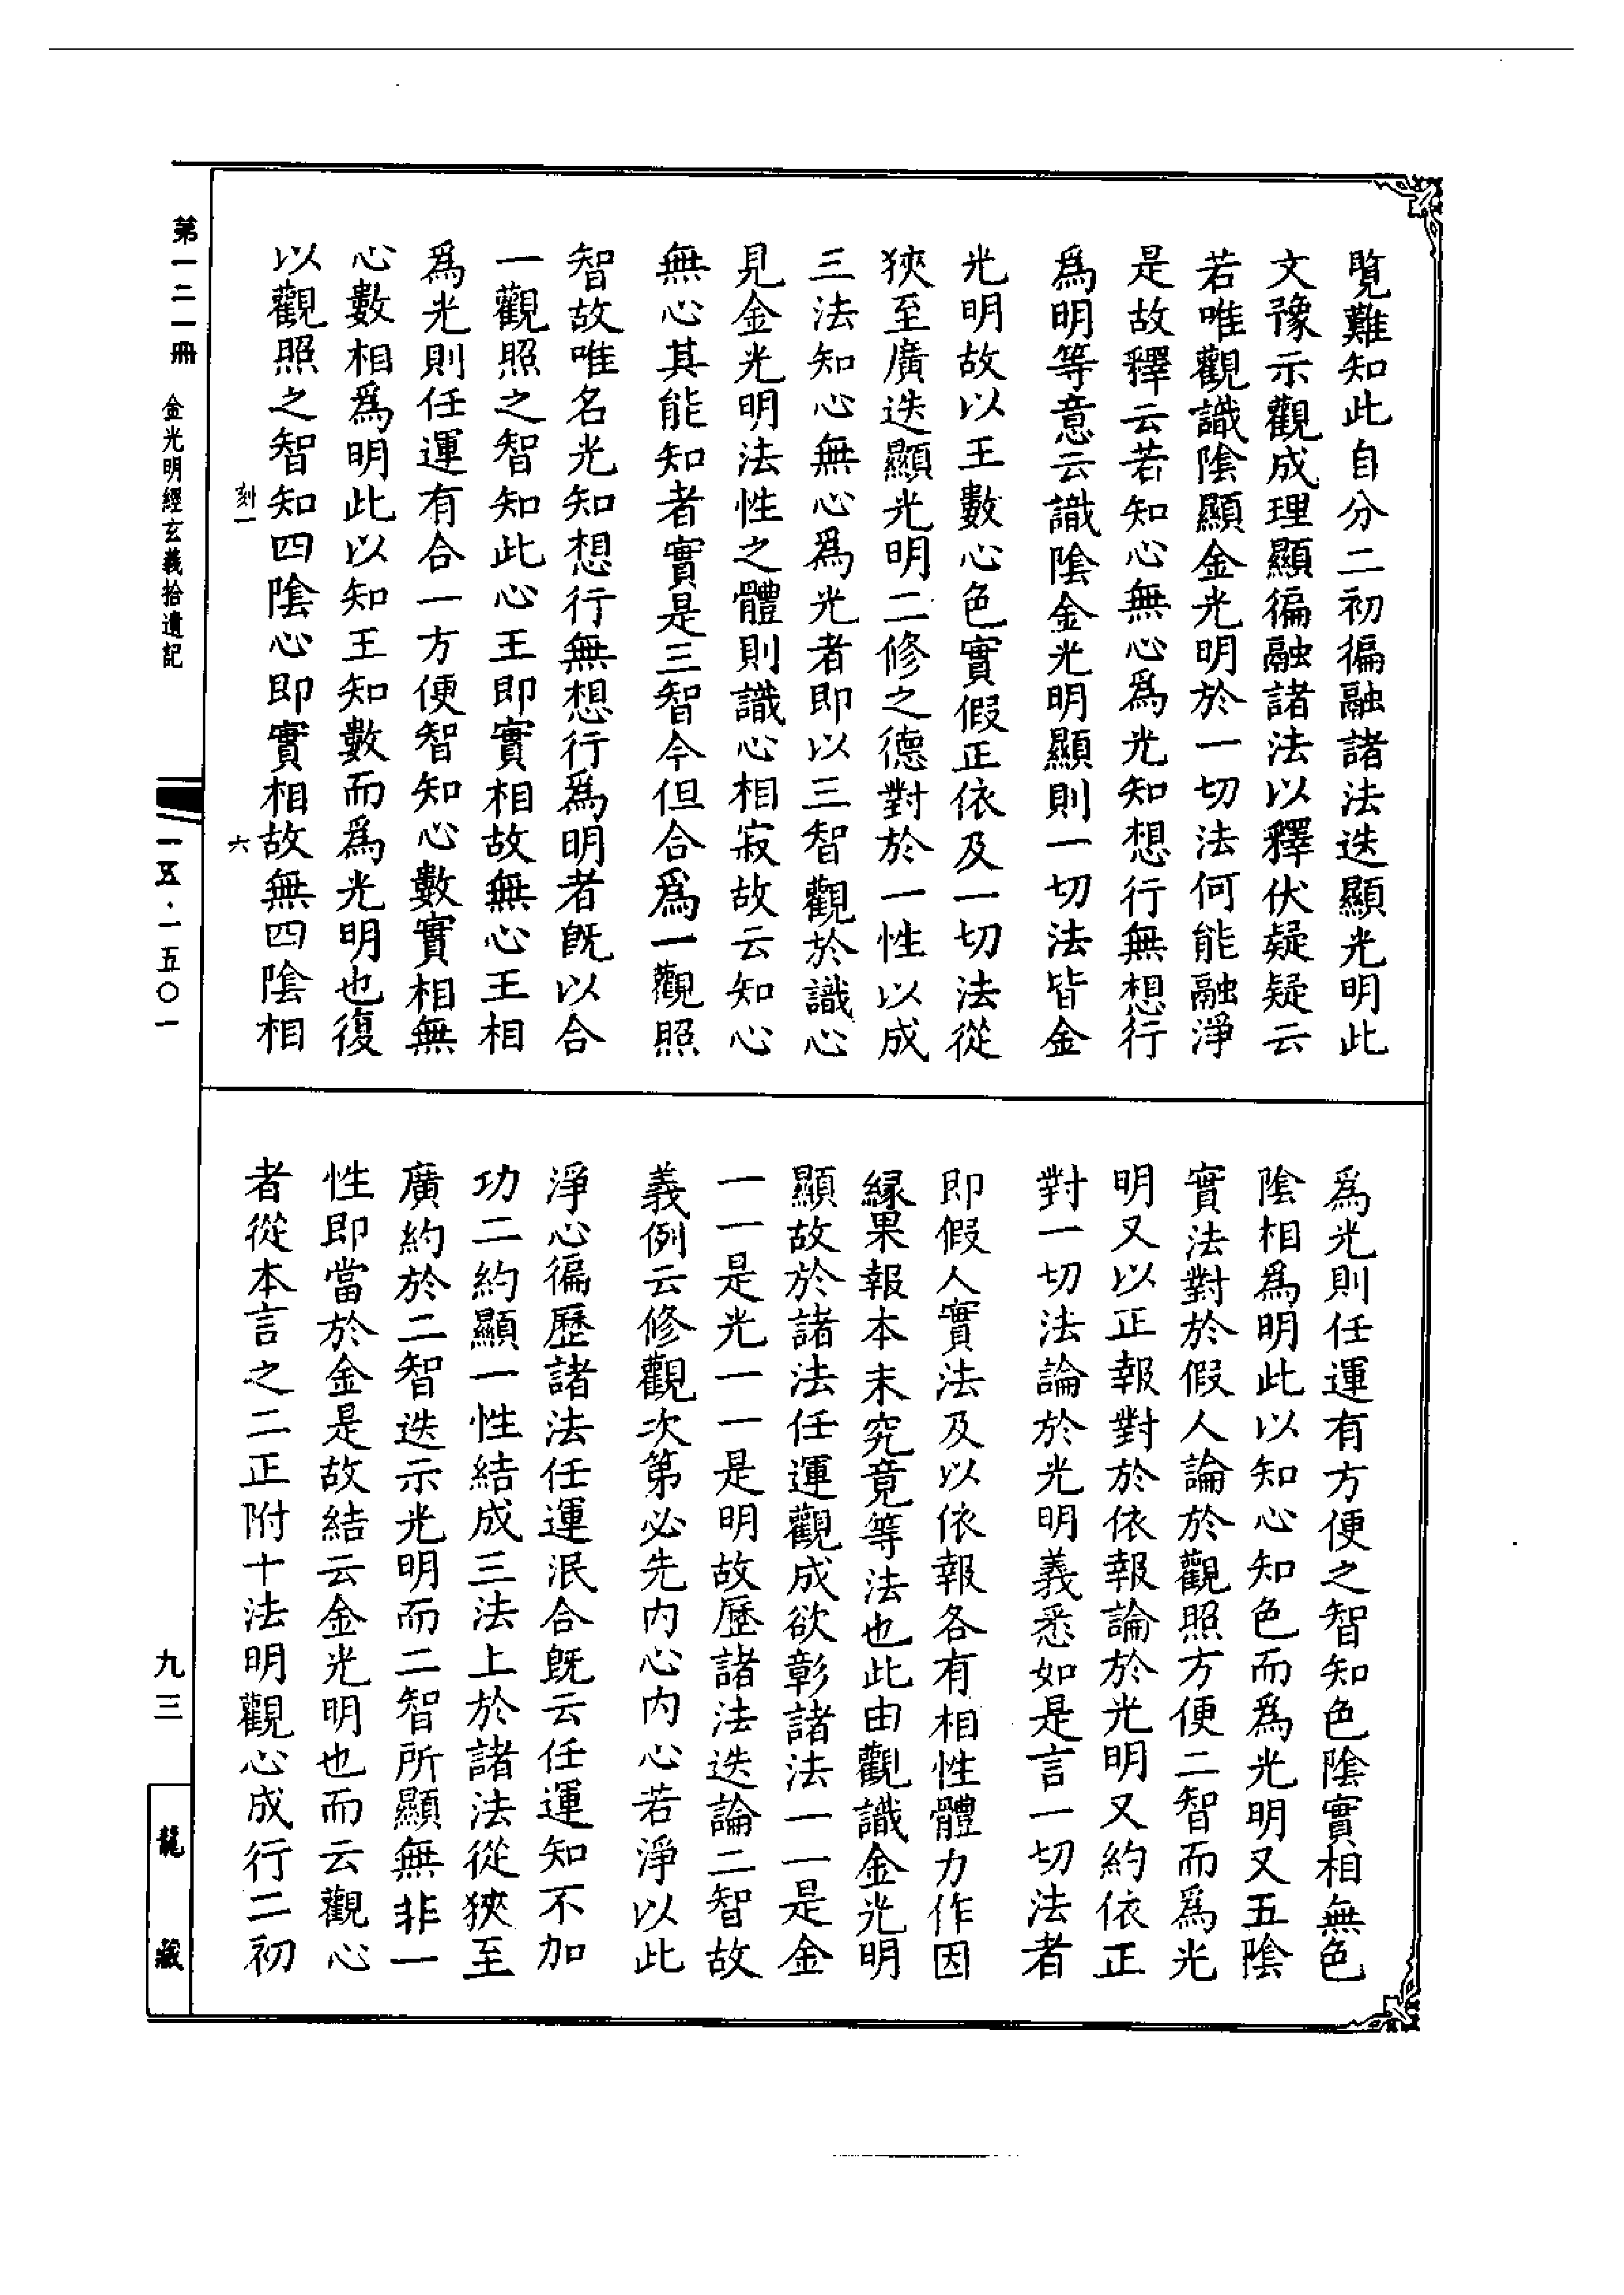 覽難知此自分二初徧融諸法迭顯光明此
文豫示觀成理顯徧融諸法以釋伏疑疑云
若唯觀識陰顯金光明於一切法何能融淨
是故釋云若知心無心爲光知想行無想行
爲明等意云識陰金光明顯則一切法皆金
光明故以王數心色實假正依及一切法從
狹至廣迭顯光明二修之德對於一性以成
三法知心無心爲光者即以三智觀於識心
見金光明法性之體則識心相寂故云知心
無心其能知者實是三智今但合爲一觀照
智故唯名光知想行無想行爲明者旣以合
一觀照之智知此心王即實相故無心王相
爲光則任運有合一方便智知心數實相無
心數相爲明此以知王知數而爲光明也復
以觀照之智知四陰心即實相故無四陰相
爲光則任運有方便之智知色陰實相無色
陰相爲明此以知心知色而爲光明又五陰
實法對於假人論於觀照方便二智而爲光
明又以正報對於依報論於光明又約依正
對一切法論於光明義悉如是言一切法者
即假人實法及以依報各有相性體力作因
緣果報本末究竟等法也此由觀識金光明
顯故於諸法任運觀成欲彰諸法一一是金
一一是光一一是明故歷諸法迭論二智故
義例云修觀次第必先內心內心若淨以此
淨心徧歷諸法任運泯合旣云任運知不加
功二約顯一性結成三法上於諸法從狹至
廣約於二智迭示光明而二智所顯無非一
性即當於金是故結云金光明也而云觀心
者從本言之二正附十法明觀心成行二初
刻一
六
第一二一冊
金光明經玄義拾遺記
一五·一五〇一
九三
龍藏